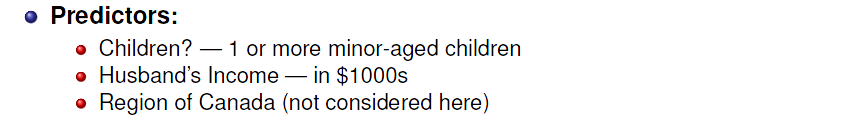 Predictors:
Children? — 1 or more minor-aged children
Husband's Income — in $1000s
Region of Canada (not considered here)